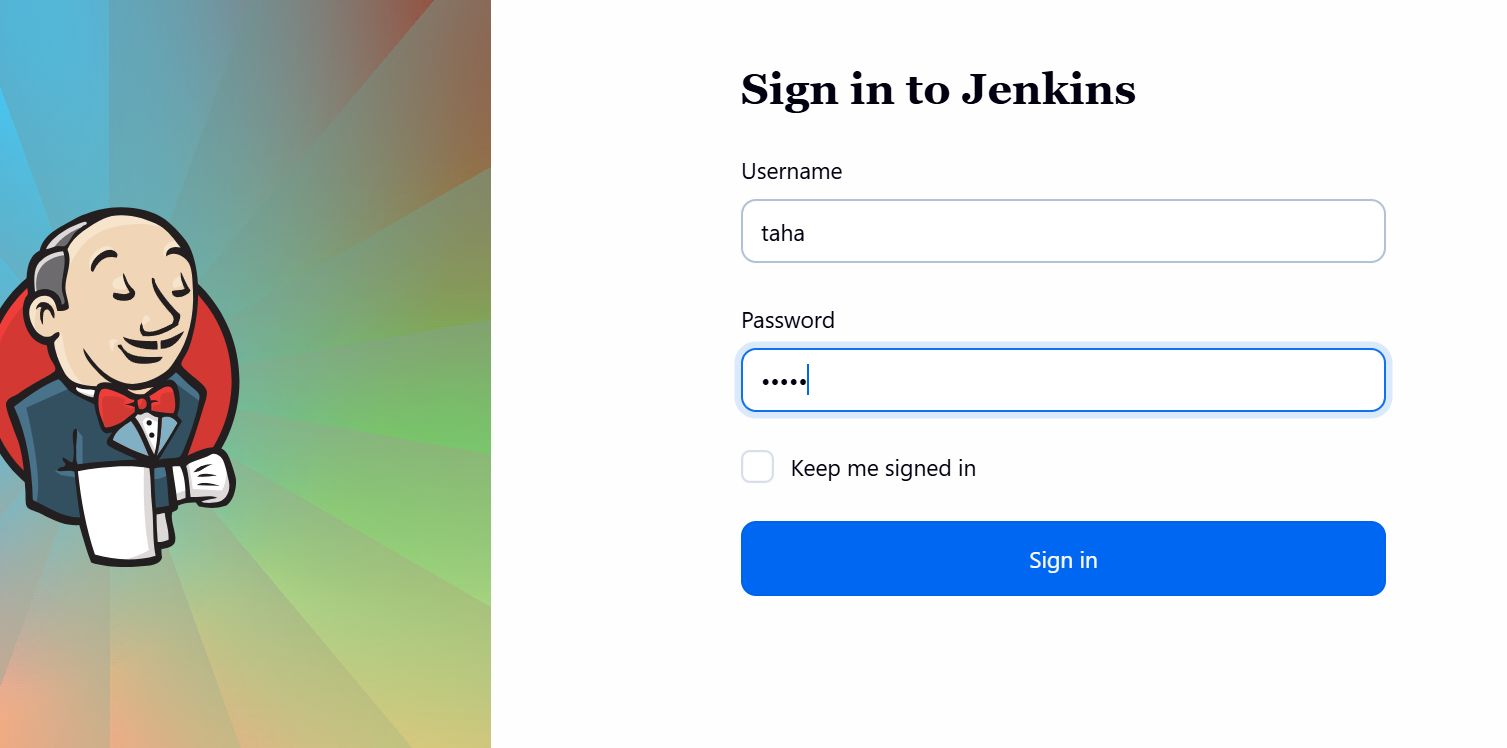 Sign in to Jenkins
Username
taha
Password
•••••
Keep me signed in
Sign in